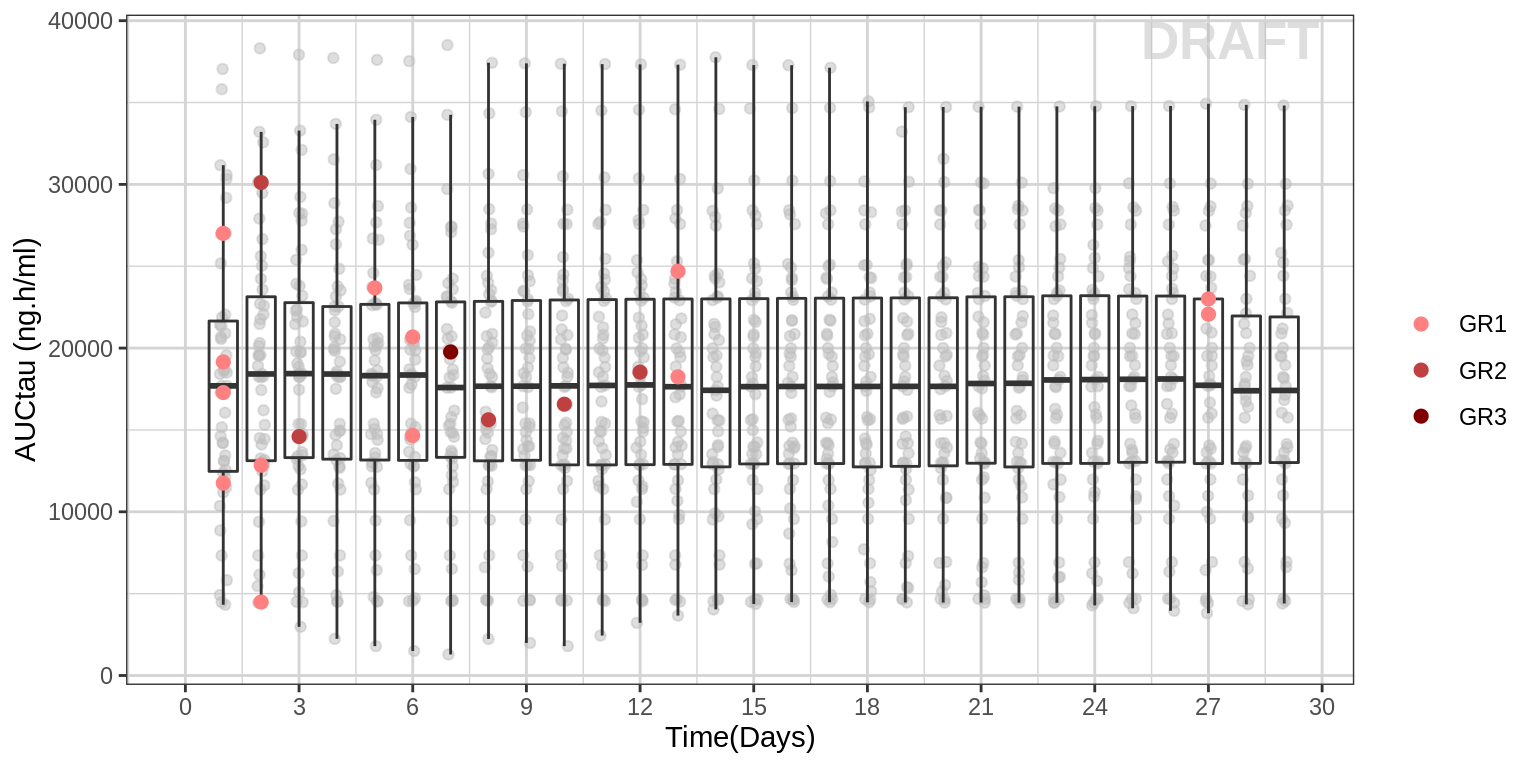 DRAFT
40000
30000
20000
10000
0
AUCtau (ng.h/ml)
0 3 6 9 12 15 18 21 24 27 30
Time(Days)
GR1
GR2
GR3